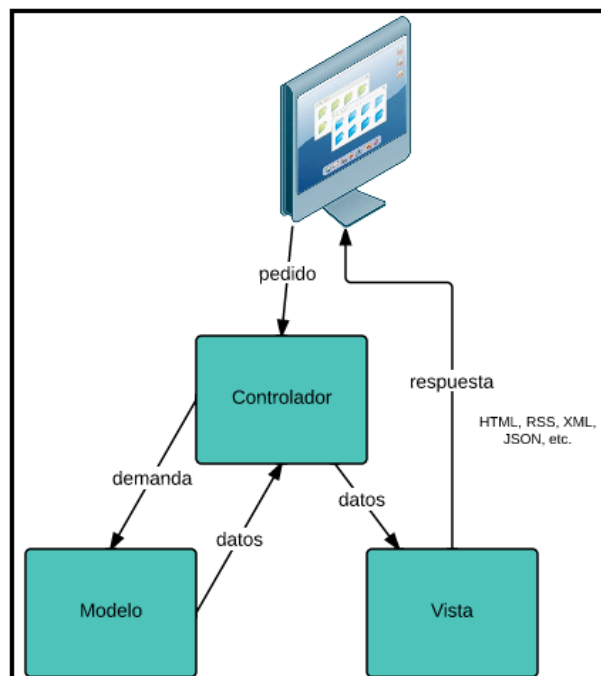 pedido
Controlador
respuesta
HTML, RSS, XML,
JSON, etc.
demanda
datos
datos
Modelo
Vista